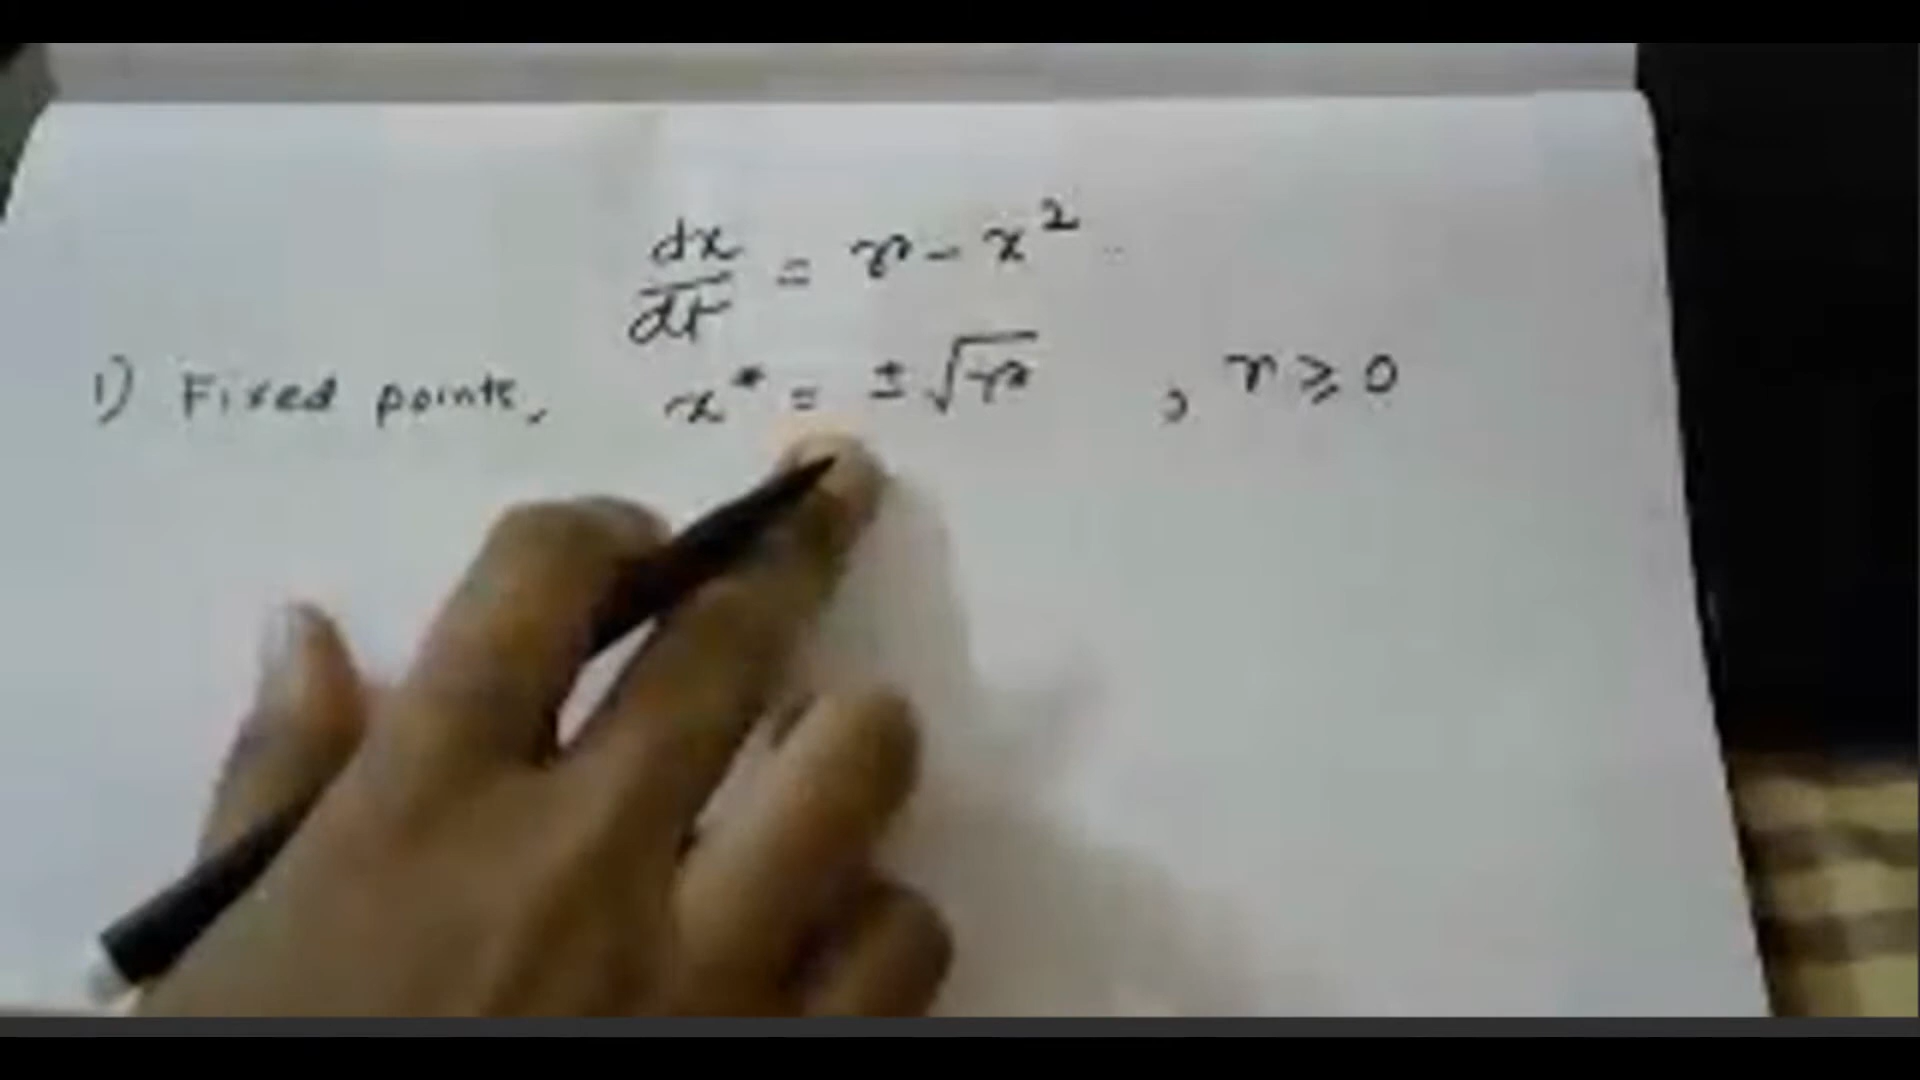 dx/dt = r - x²
1) Fixed points, x* = ±√r , r ≥ 0